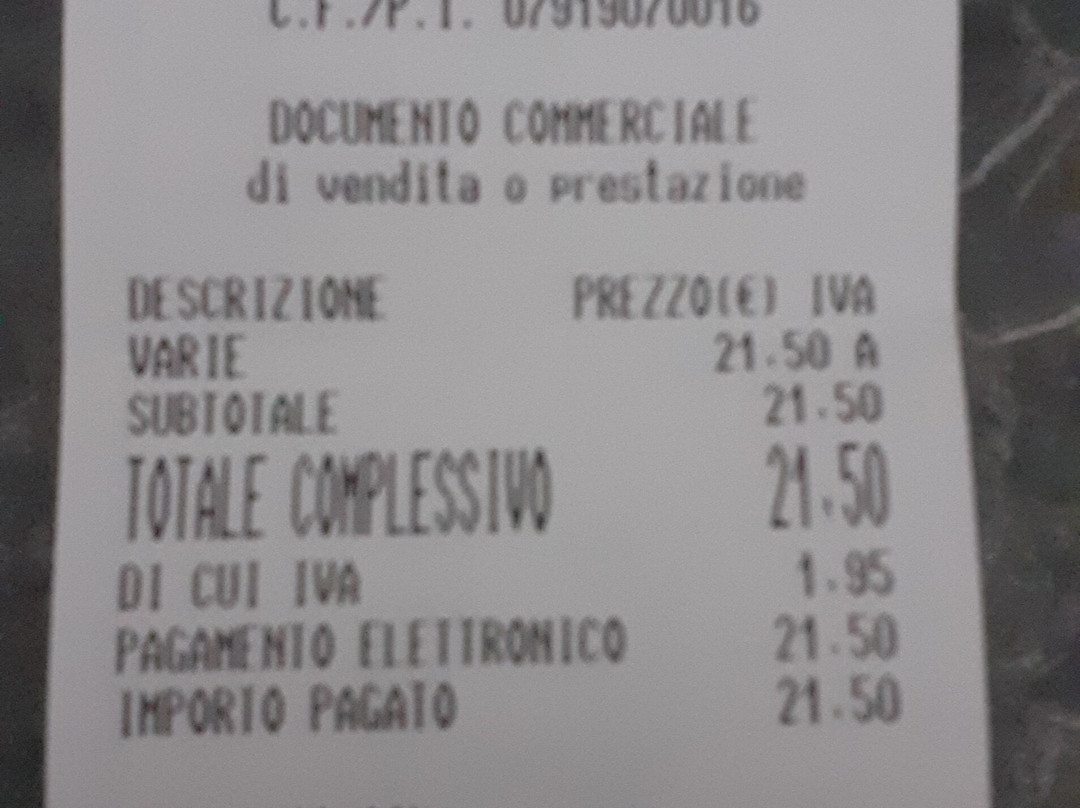 C.F./P.I. 07919070016
DOCUMENTO COMMERCIALE
di vendita o prestazione
DESCRIZIONE PREZZO(€) IVA
VARIE 21.50 A
SUBTOTALE 21.50
TOTALE COMPLESSIVO 21.50
DI CUI IVA 1.95
PAGAMENTO ELETTRONICO 21.50
IMPORTO PAGATO 21.50